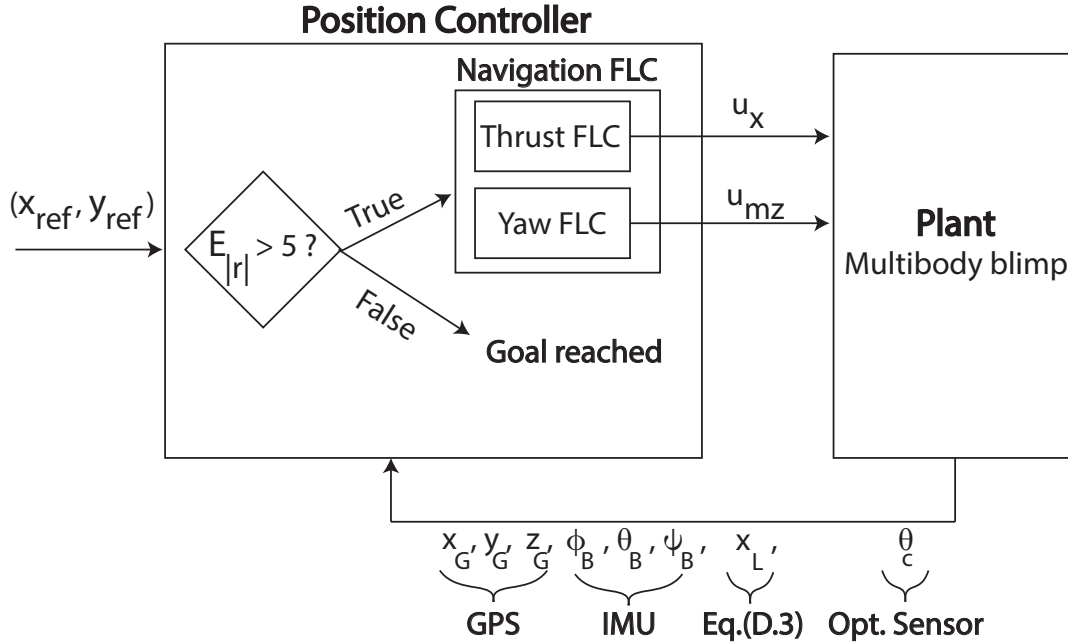 Position Controller
Navigation FLC
Thrust FLC
Yaw FLC
(x_ref, y_ref)
E_|r| > 5 ?
True
False
Goal reached
u_x
u_mz
Plant
Multibody blimp
x_G, y_G, z_G, ϕ_B, θ_B, ψ_B, x_L, θ_c
GPS IMU Eq.(D.3) Opt. Sensor